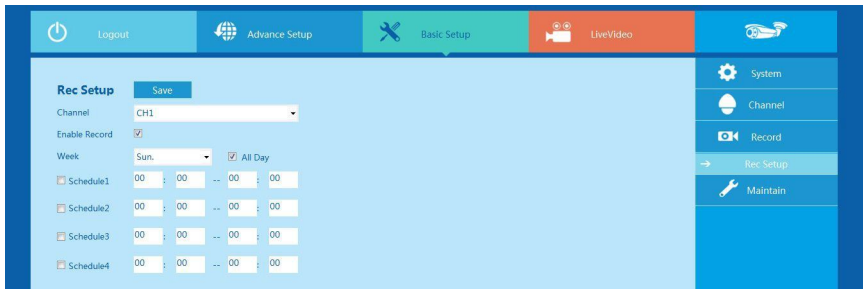 Logout
Advance Setup
Basic Setup
LiveVideo
Rec Setup Save
Channel CH1
Enable Record
Week Sun. All Day
Schedule1 00 : 00 -- 00 : 00
Schedule2 00 : 00 -- 00 : 00
Schedule3 00 : 00 -- 00 : 00
Schedule4 00 : 00 -- 00 : 00
System
Channel
Record
Rec Setup
Maintain